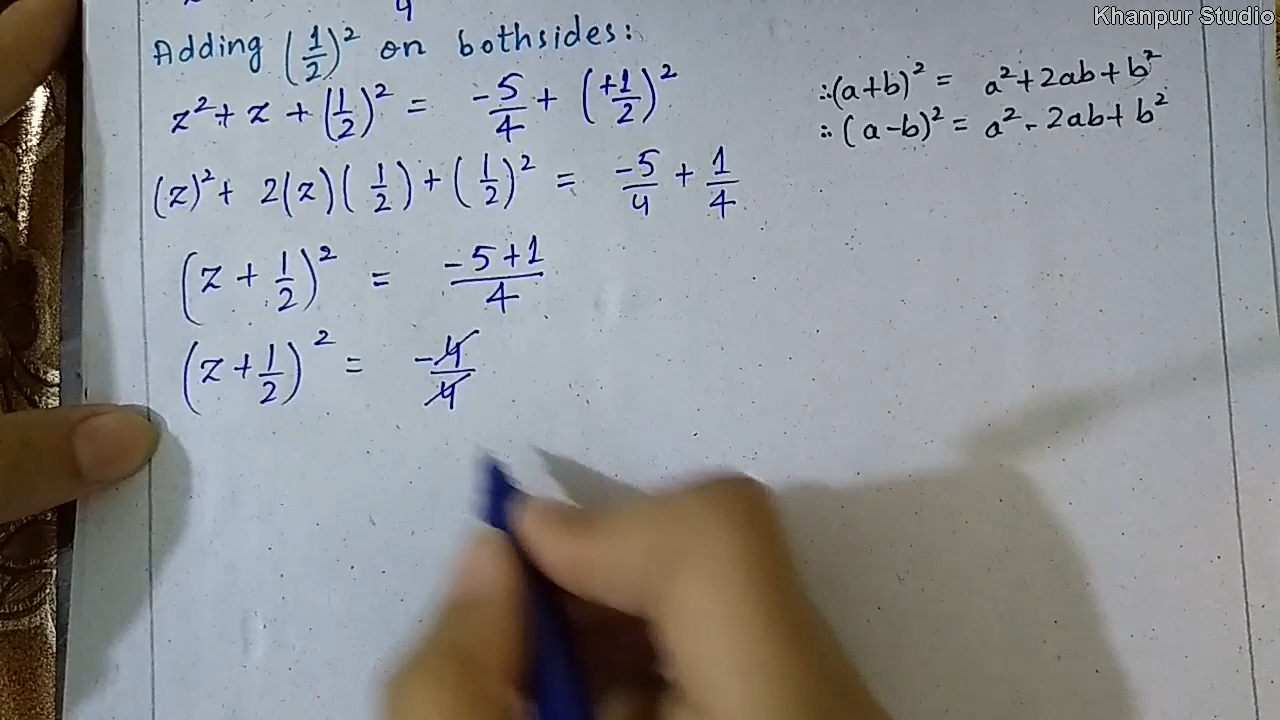 Khanpur Studio
4
Adding (1/2)² on bothsides:
z² + z + (1/2)² = -5/4 + (+1/2)²
∴(a+b)² = a²+2ab+b²
∴(a-b)² = a²-2ab+b²
(z)² + 2(z)(1/2) + (1/2)² = -5/4 + 1/4
(z + 1/2)² = -5+1/4
(z + 1/2)² = -4/4